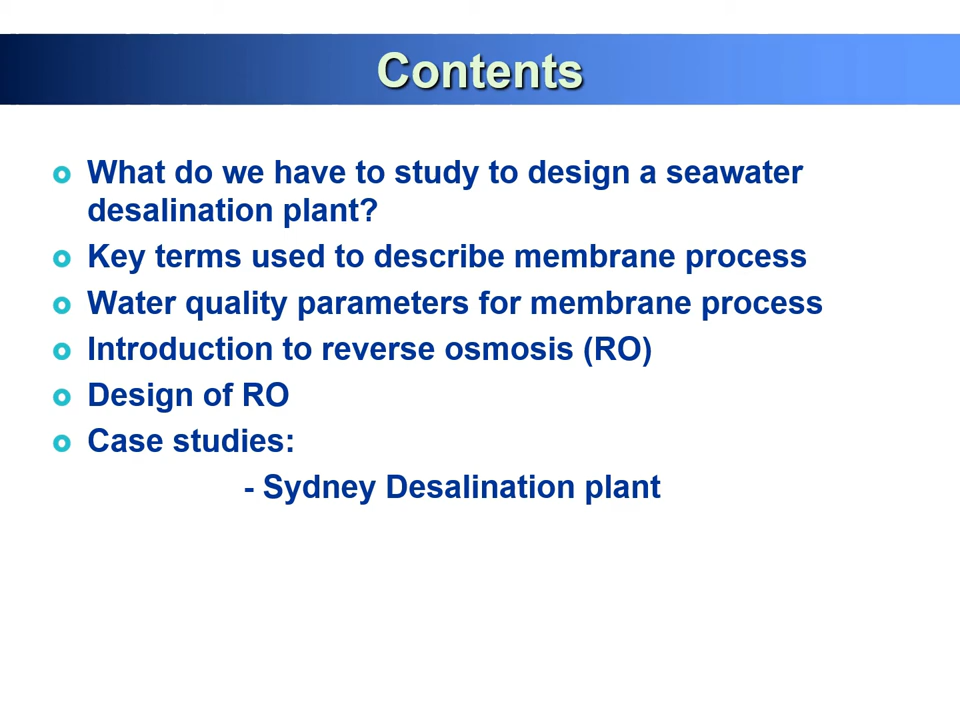 Contents
What do we have to study to design a seawater
desalination plant?
Key terms used to describe membrane process
Water quality parameters for membrane process
Introduction to reverse osmosis (RO)
Design of RO
Case studies:
- Sydney Desalination plant